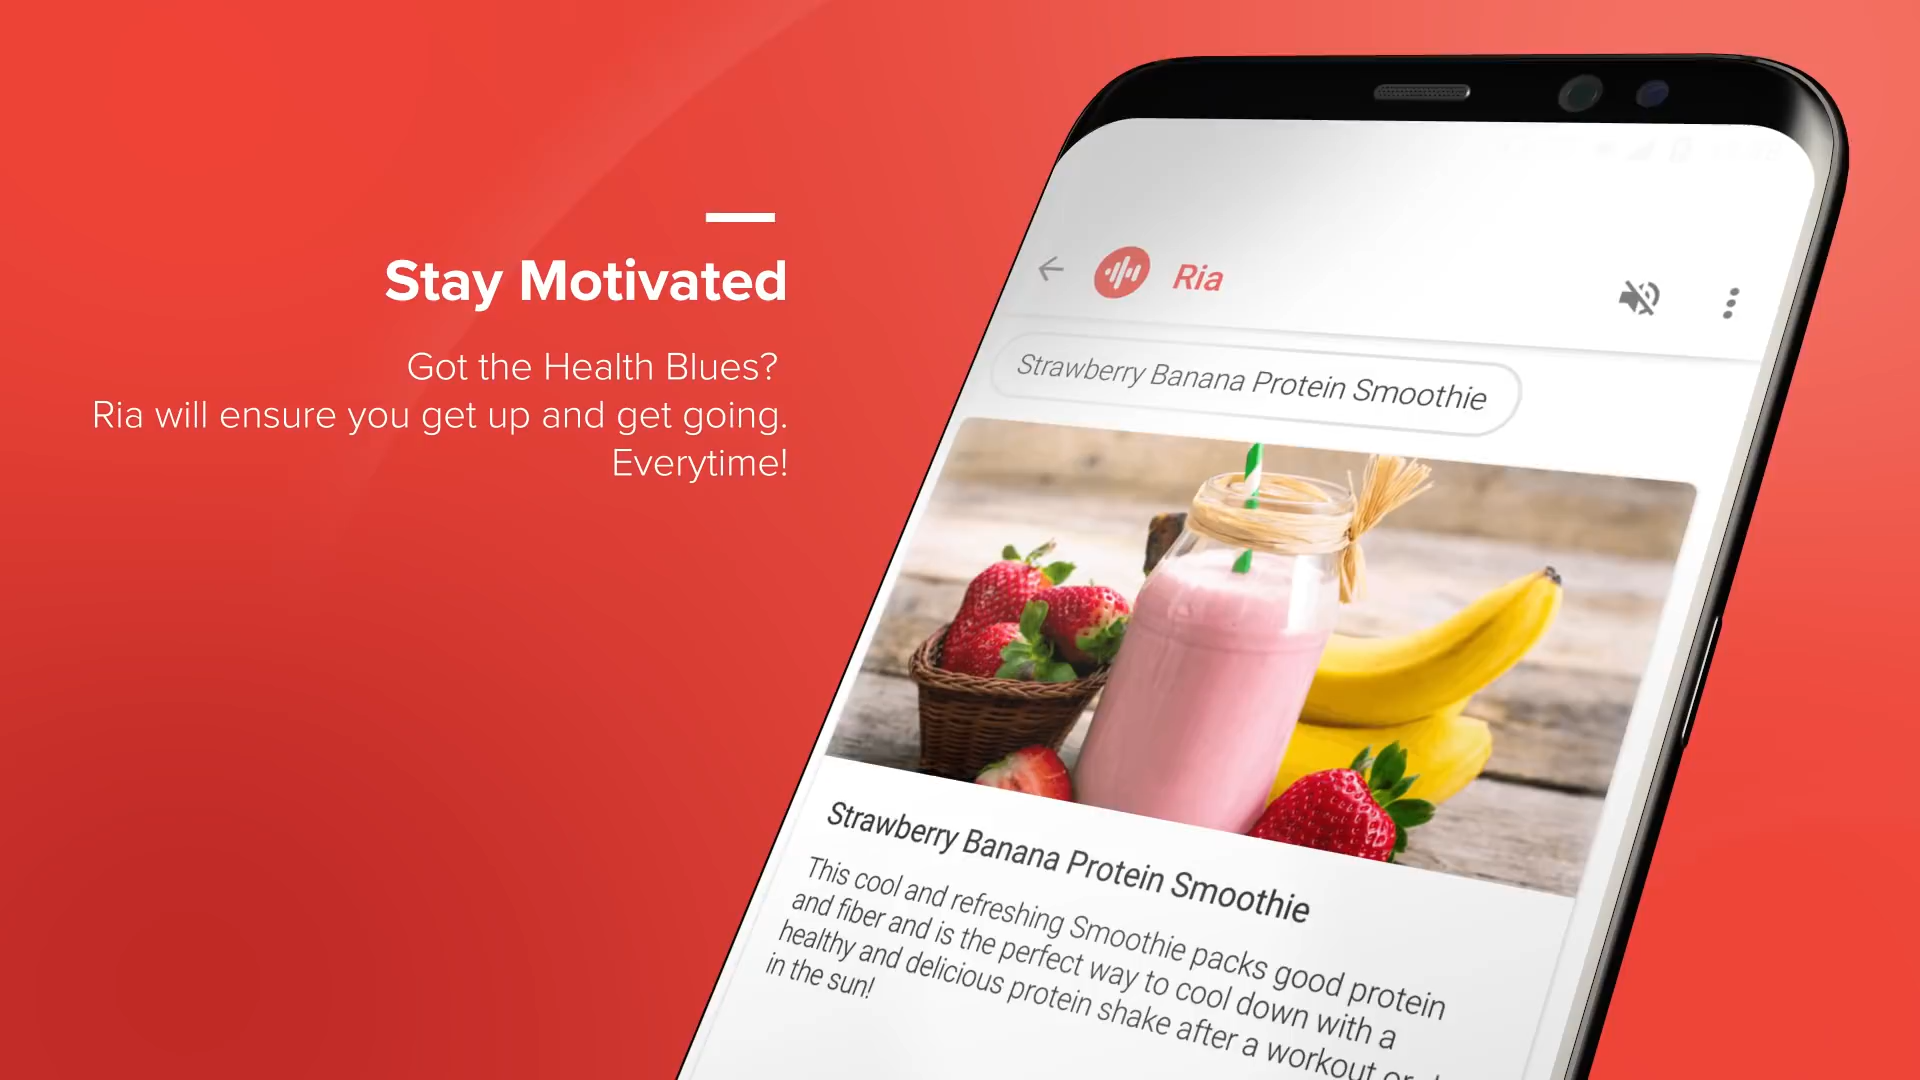 Stay Motivated
Got the Health Blues?
Ria will ensure you get up and get going.
Everytime!
Ria
Strawberry Banana Protein Smoothie
Strawberry Banana Protein Smoothie
This cool and refreshing Smoothie packs good protein
and fiber and is the perfect way to cool down with a
healthy and delicious protein shake after a workout or
in the sun!